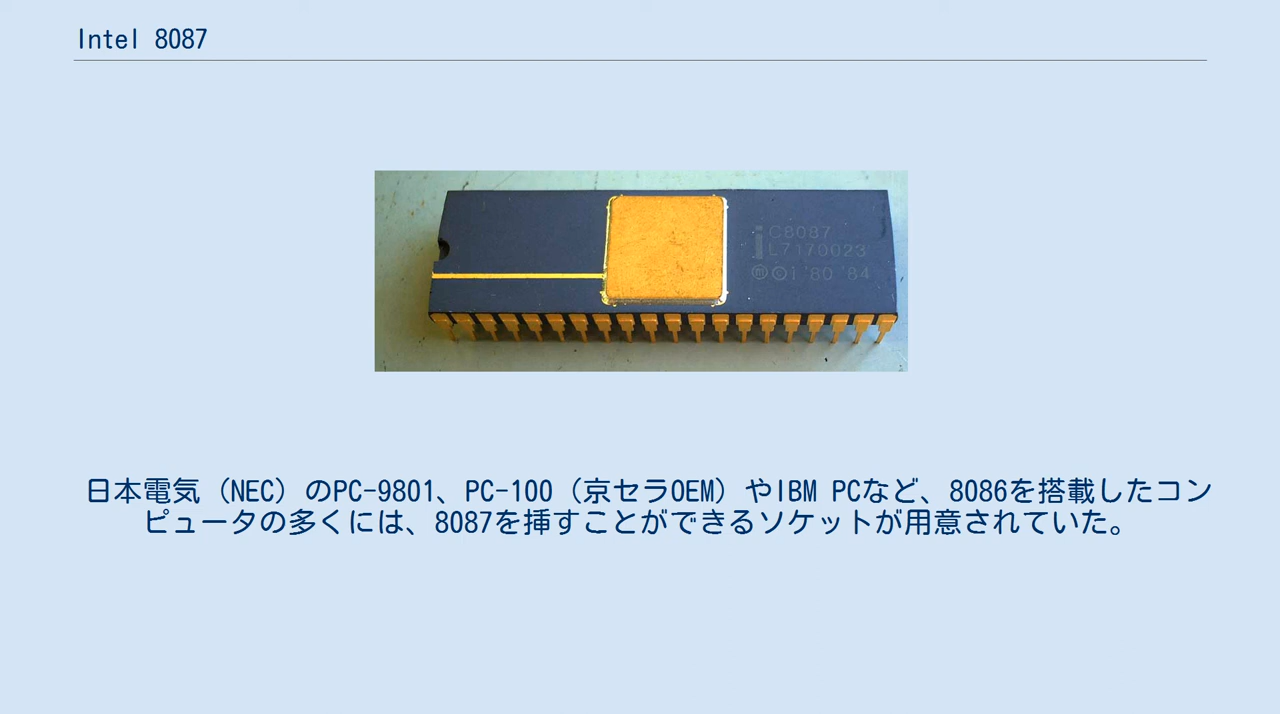 Intel 8087
C8087
L7170023
Ⓜ©i '80 '84
日本電気（NEC）のPC-9801、PC-100（京セラOEM）やIBM PCなど、8086を搭載したコン
ピュータの多くには、8087を挿すことができるソケットが用意されていた。